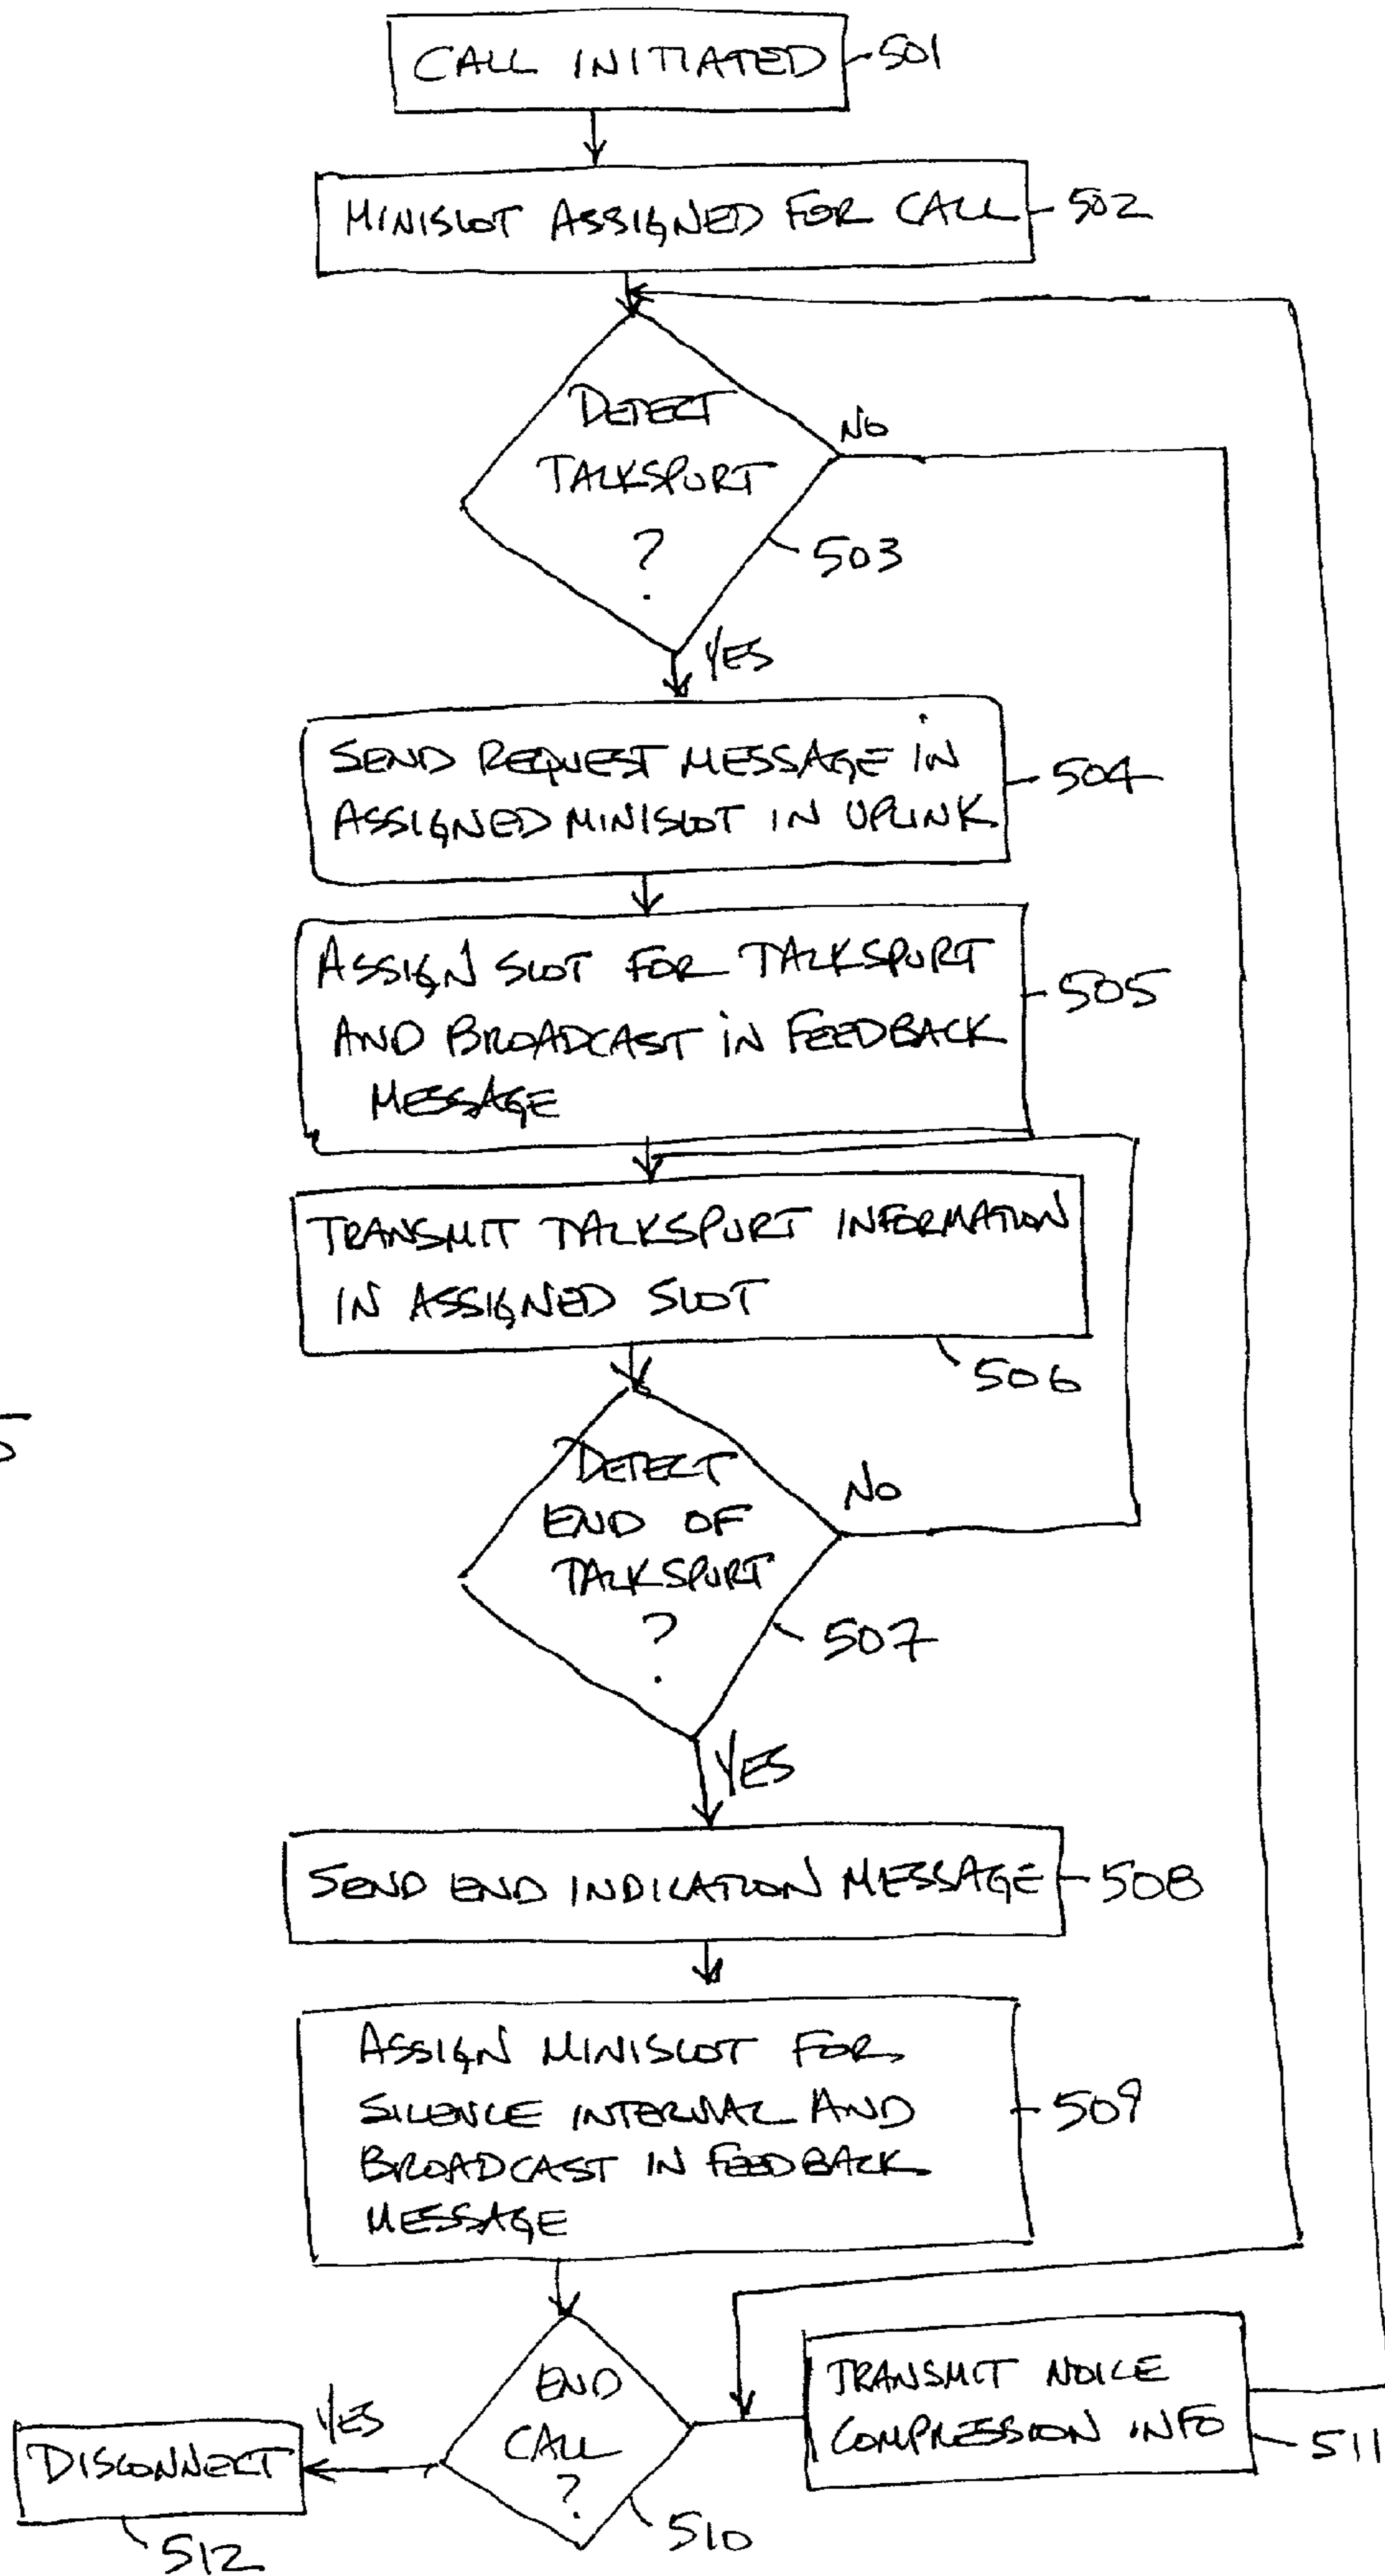 CALL INITIATED
501
MINISLOT ASSIGNED FOR CALL
502
DETECT
TALKSPURT
?
NO
503
YES
SEND REQUEST MESSAGE IN
ASSIGNED MINISLOT IN UPLINK
504
ASSIGN SLOT FOR TALKSPURT
AND BROADCAST IN FEEDBACK
MESSAGE
505
TRANSMIT TALKSPURT INFORMATION
IN ASSIGNED SLOT
506
DETECT
END OF
TALKSPURT
?
NO
507
YES
SEND END INDICATION MESSAGE
508
ASSIGN MINISLOT FOR
SILENCE INTERVAL AND
BROADCAST IN FEEDBACK
MESSAGE
509
END
CALL
?
YES
510
TRANSMIT NOICE
COMPRESSION INFO
511
DISCONNECT
512